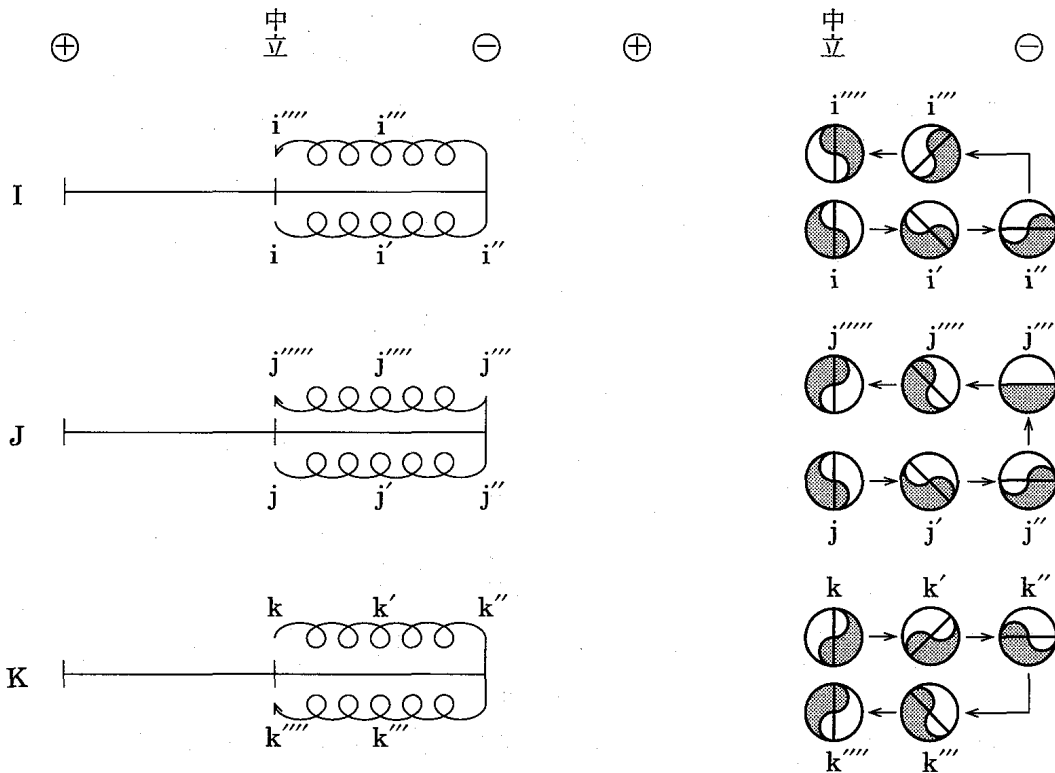 ⊕ 中立 ⊖ ⊕ 中立 ⊖
i′′′′′ i′′′′ i′′′′ i′′′
I
i i′ i″ i i′ i″
j′′′′′ j′′′′ j′′′ j′′′′′ j′′′′ j′′′
J
j j′ j″ j j′ j″
k k′ k″ k k′ k″
K
k′′′′ k′′′ k′′′′ k′′′